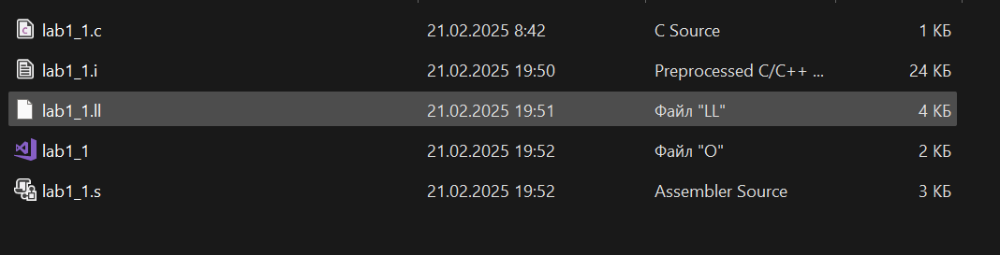 lab1_1.c 21.02.2025 8:42 C Source 1 КБ
lab1_1.i 21.02.2025 19:50 Preprocessed C/C++ ... 24 КБ
lab1_1.ll 21.02.2025 19:51 Файл "LL" 4 КБ
lab1_1 21.02.2025 19:52 Файл "O" 2 КБ
lab1_1.s 21.02.2025 19:52 Assembler Source 3 КБ